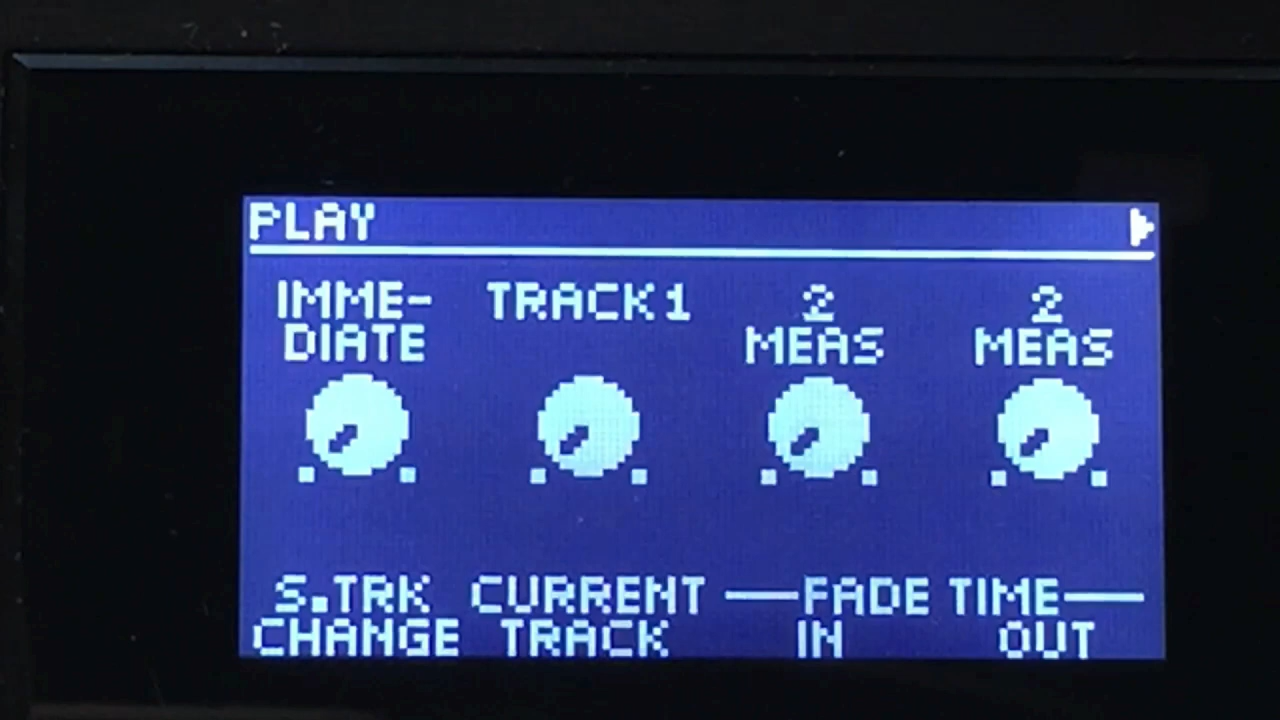 PLAY
IMME- TRACK1 2 2
DIATE MEAS MEAS
S.TRK CURRENT FADE TIME
CHANGE TRACK IN OUT